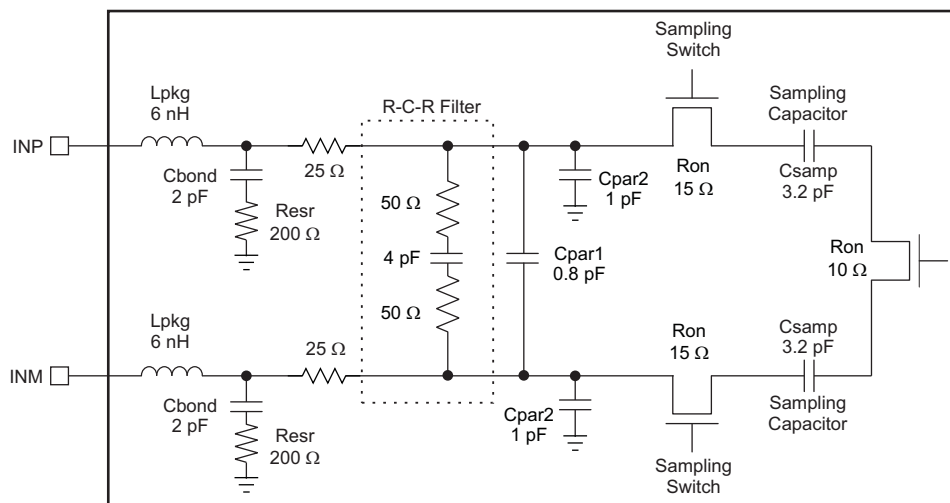 Sampling
Switch
Lpkg
6 nH
R-C-R Filter
Sampling
Capacitor
INP
Cbond
2 pF
25 Ω
Resr
200 Ω
50 Ω
Cpar2
1 pF
Ron
15 Ω
Csamp
3.2 pF
4 pF
Cpar1
0.8 pF
Ron
10 Ω
50 Ω
Lpkg
6 nH
25 Ω
Ron
15 Ω
Csamp
3.2 pF
INM
Cbond
2 pF
Resr
200 Ω
Cpar2
1 pF
Sampling
Capacitor
Sampling
Switch